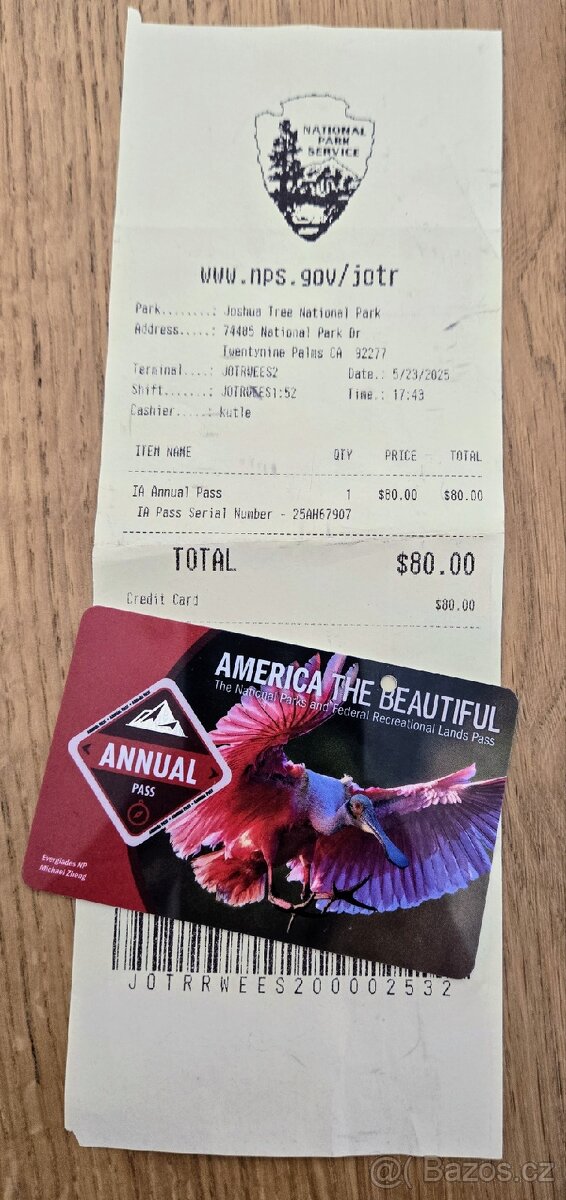 NATIONAL
PARK
SERVICE
www.nps.gov/jotr
Park........: Joshua Tree National Park
Address.....: 74485 National Park Dr
Twentynine Palms CA 92277
Terminal....: JOTRWEES2 Date.: 5/23/2025
Shift.......: JOTRWEES1:52 Time.: 17:43
Cashier.....: kutle
ITEM NAME QTY PRICE TOTAL
IA Annual Pass 1 $80.00 $80.00
IA Pass Serial Number - 25AH67907
TOTAL $80.00
Credit Card $80.00
AMERICA THE BEAUTIFUL
The National Parks and Federal Recreational Lands Pass
ANNUAL
PASS
Everglades NP
Michael Zheng
JOTRRWEES200002532
@ Bazos.cz